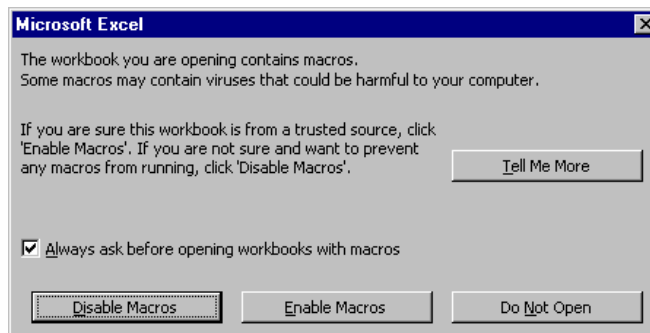 Microsoft Excel
The workbook you are opening contains macros.
Some macros may contain viruses that could be harmful to your computer.
If you are sure this workbook is from a trusted source, click
'Enable Macros'. If you are not sure and want to prevent
any macros from running, click 'Disable Macros'.
Tell Me More
Always ask before opening workbooks with macros
Disable Macros
Enable Macros
Do Not Open